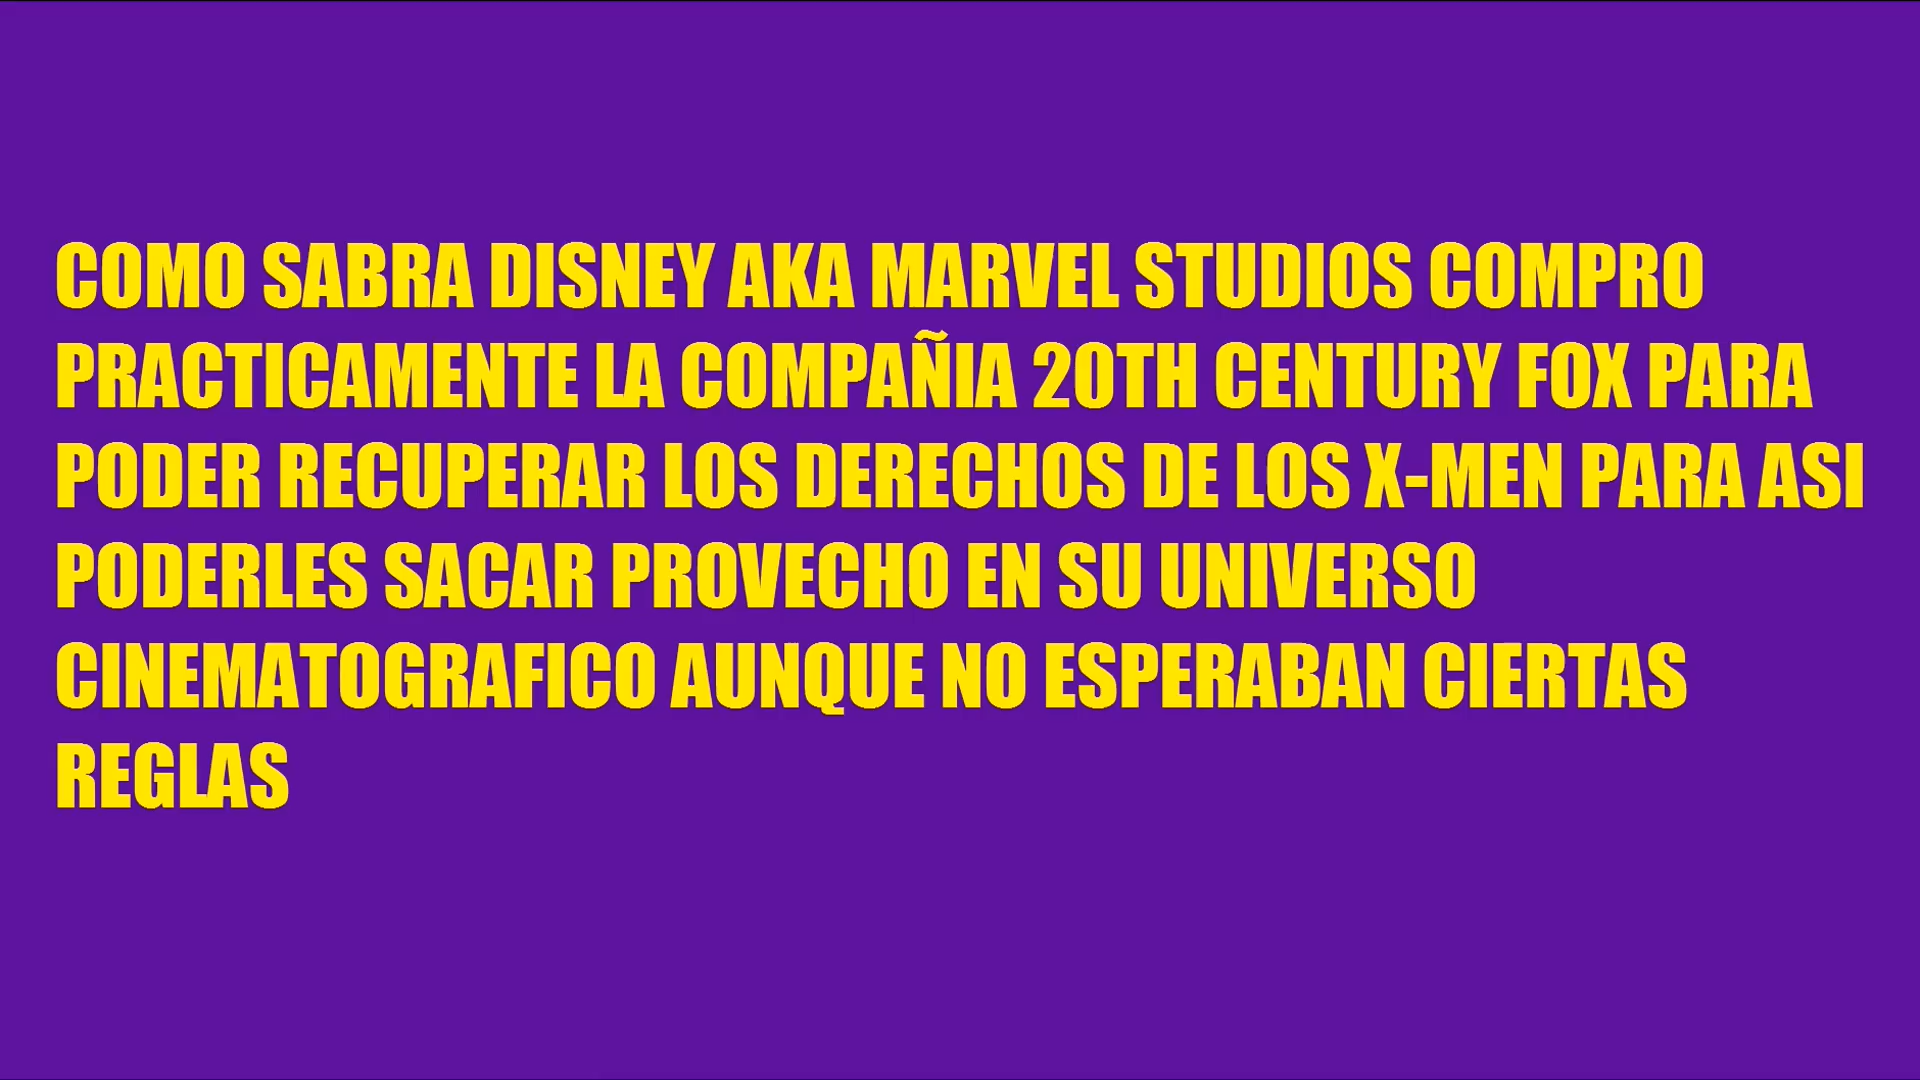 COMO SABRA DISNEY AKA MARVEL STUDIOS COMPRO
PRACTICAMENTE LA COMPAÑIA 20TH CENTURY FOX PARA
PODER RECUPERAR LOS DERECHOS DE LOS X-MEN PARA ASI
PODERLES SACAR PROVECHO EN SU UNIVERSO
CINEMATOGRAFICO AUNQUE NO ESPERABAN CIERTAS
REGLAS